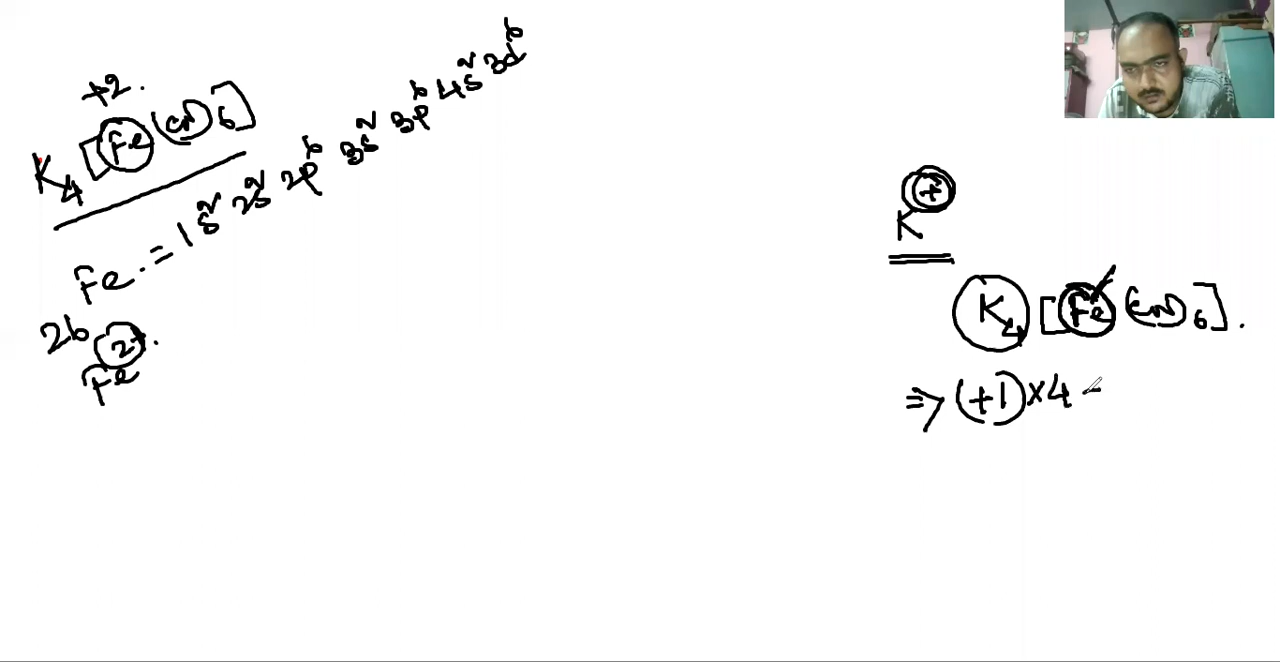 +2.
K4 [Fe(CN)6]
Fe. = 1s² 2s² 2p⁶ 3s² 3p⁶ 4s² 3d⁶
26
Fe²⁺.
K⁺
K4 [Fe(CN)6].
⇒ (+1)×4